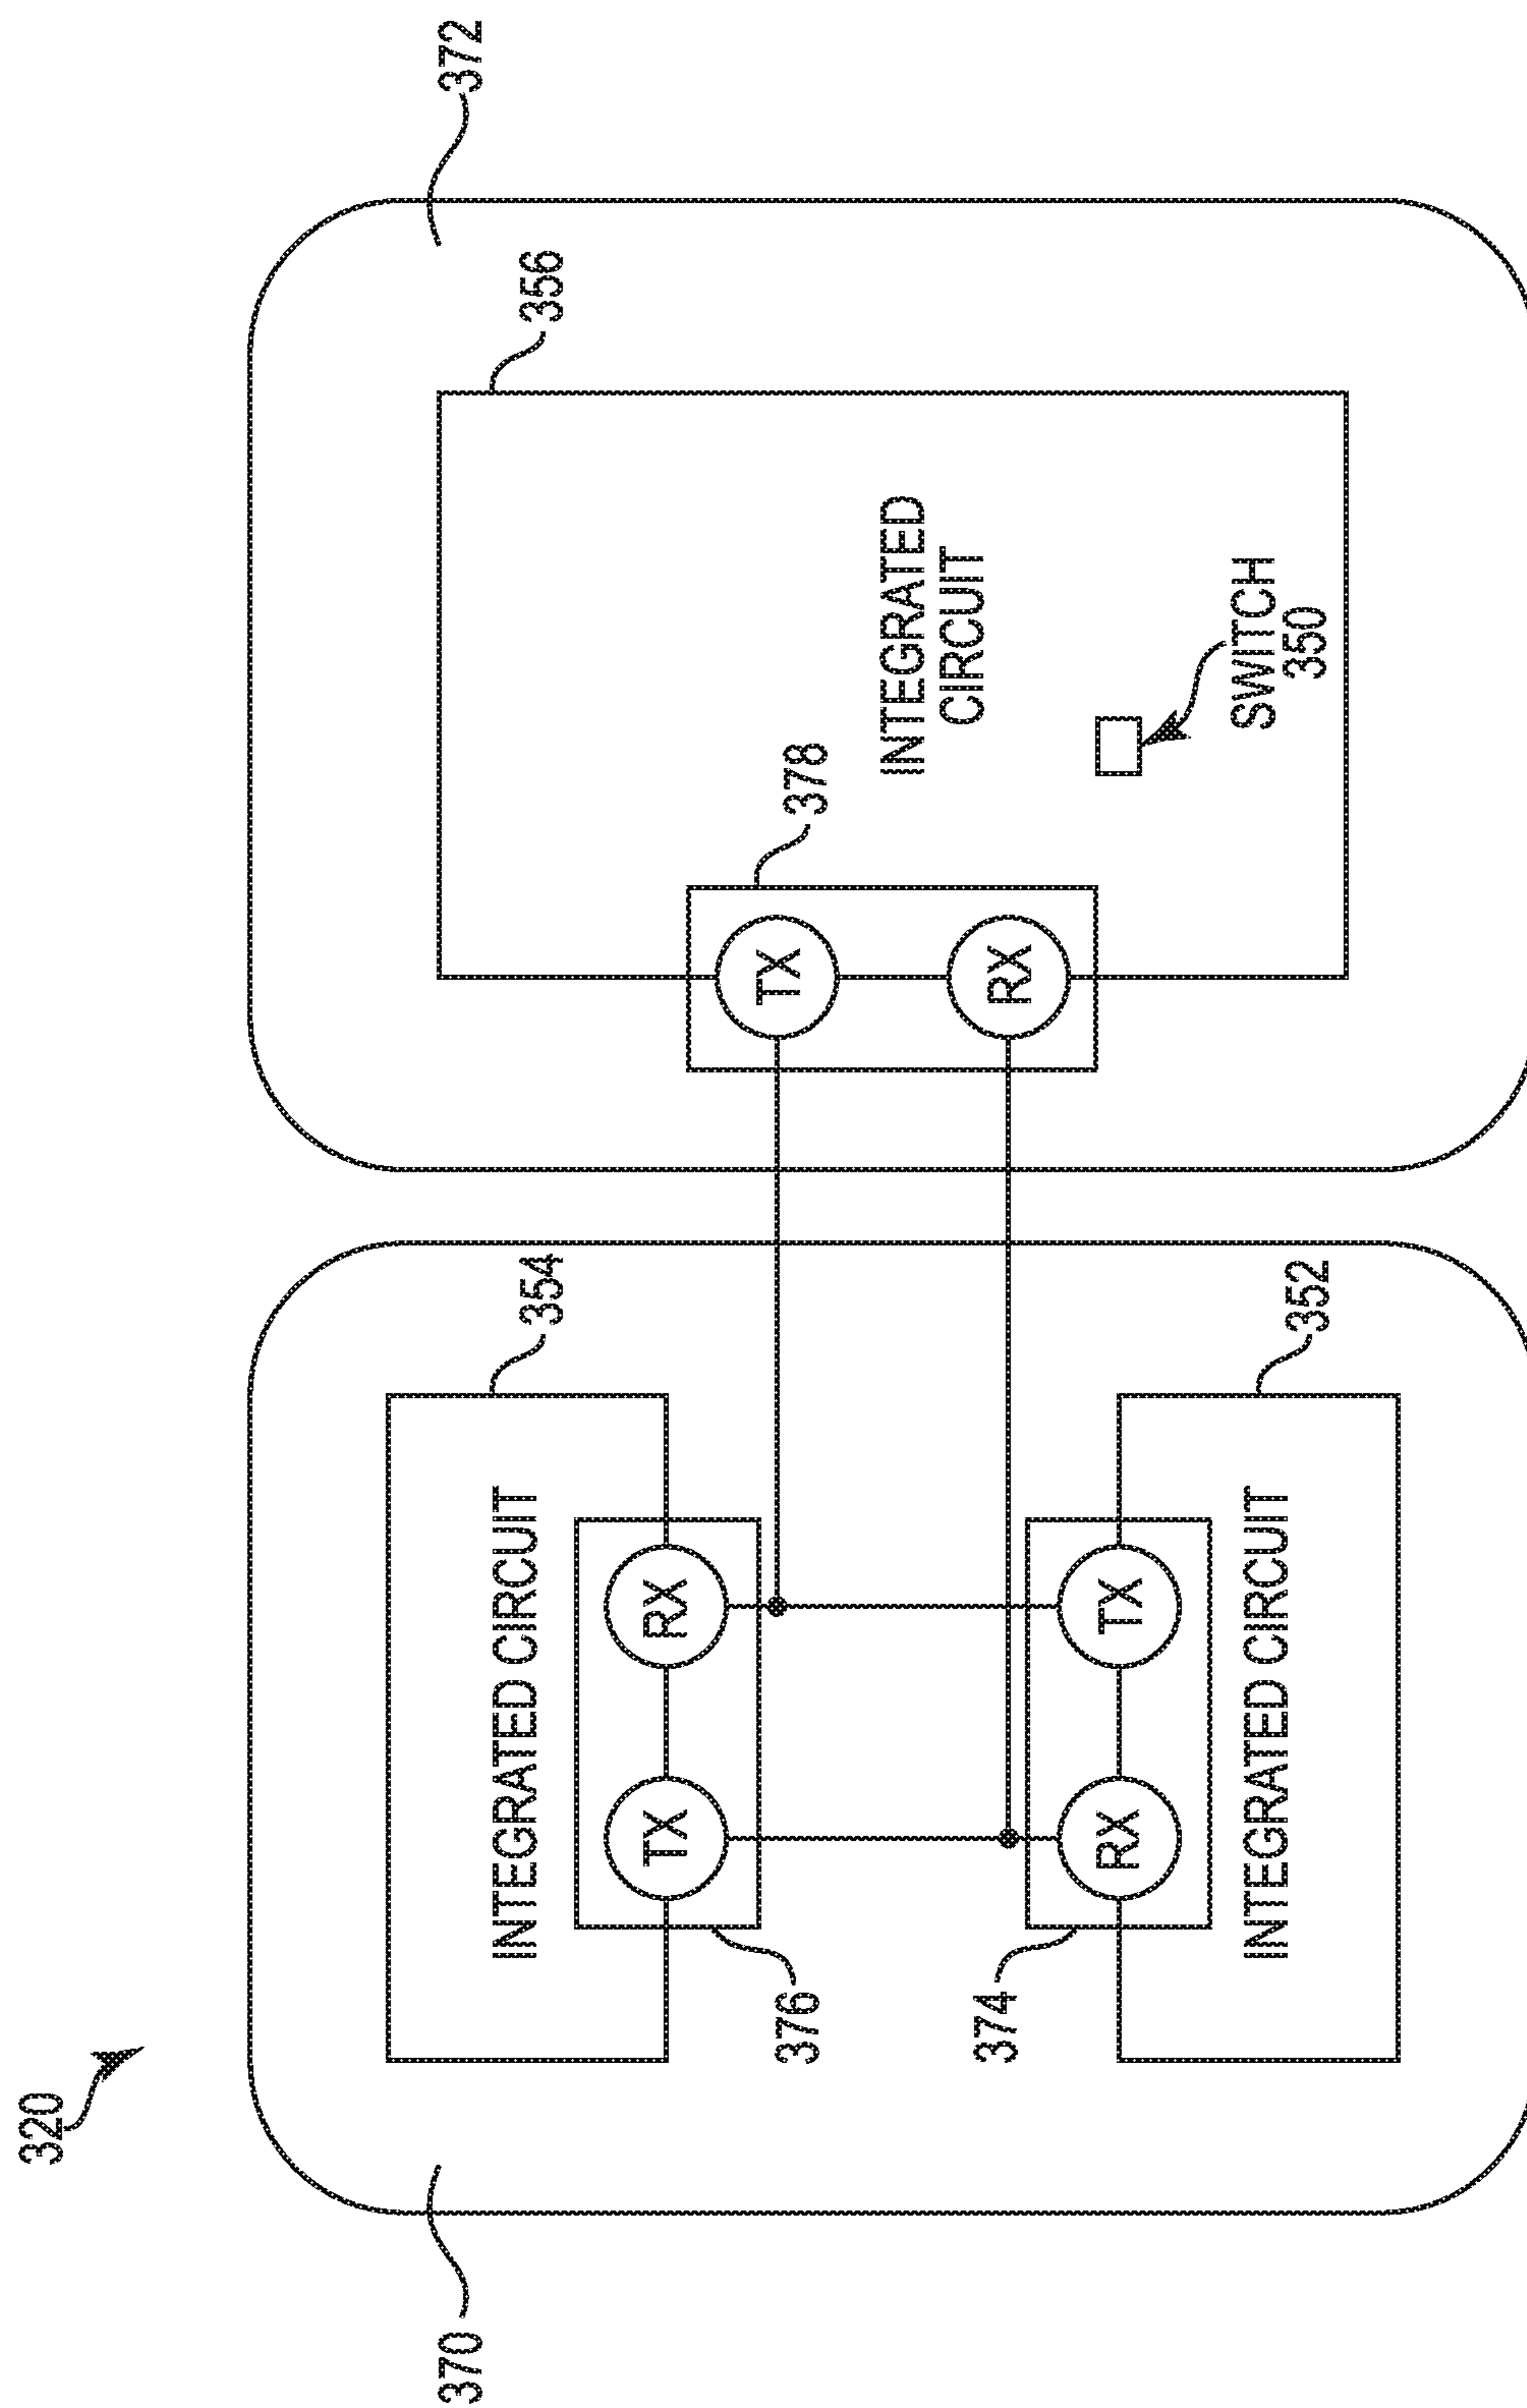 320
370
372
INTEGRATED CIRCUIT
354
356
TX
RX
376
378
TX
INTEGRATED
CIRCUIT
374
RX
RX
TX
SWITCH
350
INTEGRATED CIRCUIT
352